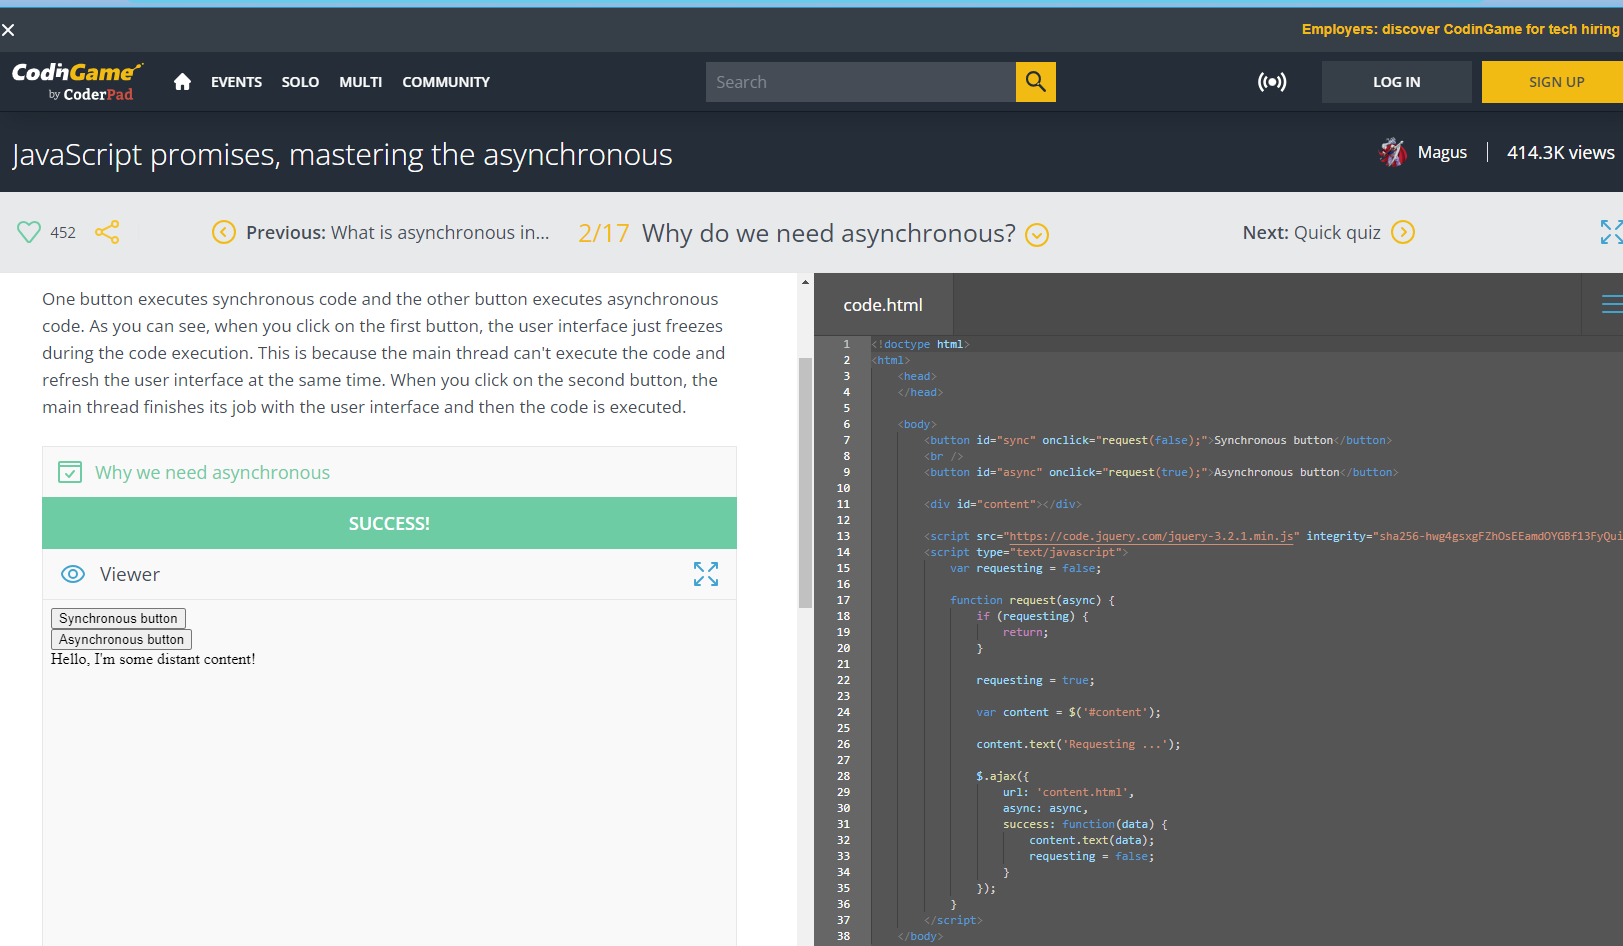 Employers: discover CodinGame for tech hiring
CodinGame
by CoderPad
EVENTS SOLO MULTI COMMUNITY
Search
LOG IN
SIGN UP
JavaScript promises, mastering the asynchronous
Magus
414.3K views
452
Previous: What is asynchronous in...
2/17 Why do we need asynchronous?
Next: Quick quiz
One button executes synchronous code and the other button executes asynchronous
code. As you can see, when you click on the first button, the user interface just freezes
during the code execution. This is because the main thread can't execute the code and
refresh the user interface at the same time. When you click on the second button, the
main thread finishes its job with the user interface and then the code is executed.
Why we need asynchronous
SUCCESS!
Viewer
Synchronous button
Asynchronous button
Hello, I'm some distant content!
code.html
1 <!doctype html>
2 <html>
3 <head>
4 </head>
5
6 <body>
7 <button id="sync" onclick="request(false);">Synchronous button</button>
8 <br />
9 <button id="async" onclick="request(true);">Asynchronous button</button>
10
11 <div id="content"></div>
12
13 <script src="https://code.jquery.com/jquery-3.2.1.min.js" integrity="sha256-hwg4gsxgFZhOsEEamdOYGBf13FyQui
14 <script type="text/javascript">
15 var requesting = false;
16
17 function request(async) {
18 if (requesting) {
19 return;
20 }
21
22 requesting = true;
23
24 var content = $('#content');
25
26 content.text('Requesting ...');
27
28 $.ajax({
29 url: 'content.html',
30 async: async,
31 success: function(data) {
32 content.text(data);
33 requesting = false;
34 }
35 });
36 }
37 </script>
38 </body>